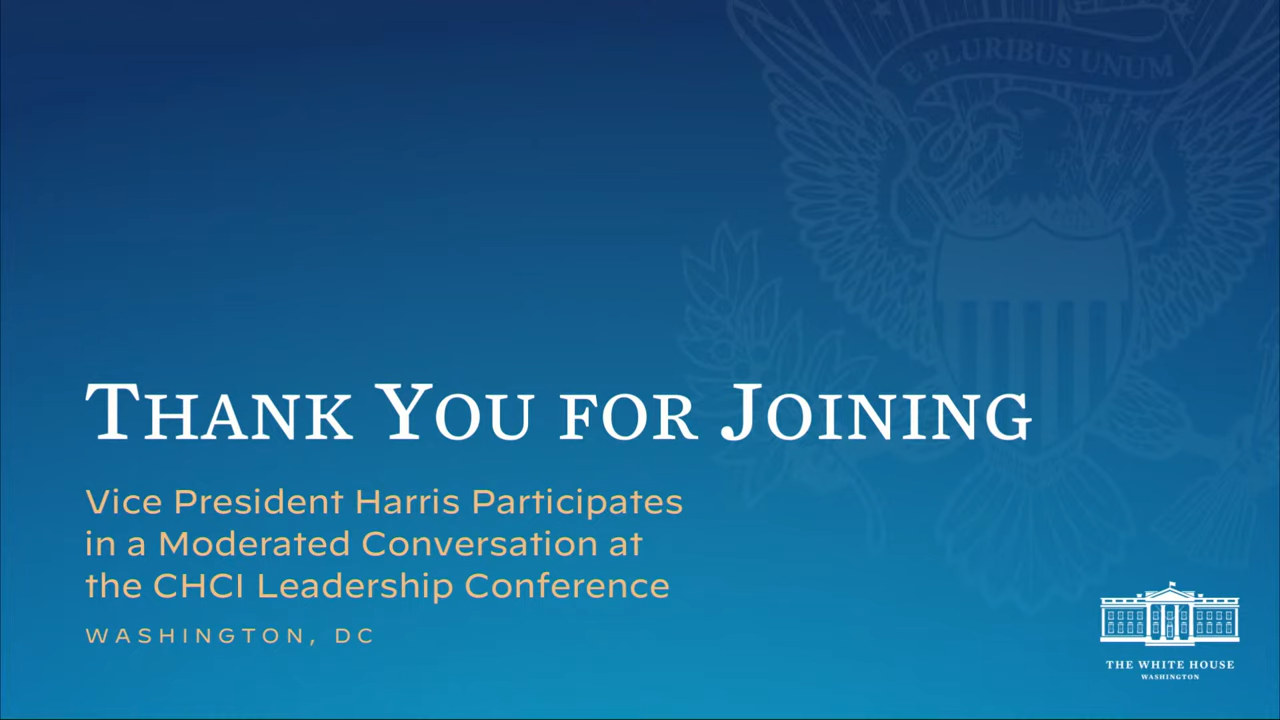 E PLURIBUS UNUM
THANK YOU FOR JOINING
Vice President Harris Participates
in a Moderated Conversation at
the CHCI Leadership Conference
WASHINGTON, DC
THE WHITE HOUSE
WASHINGTON